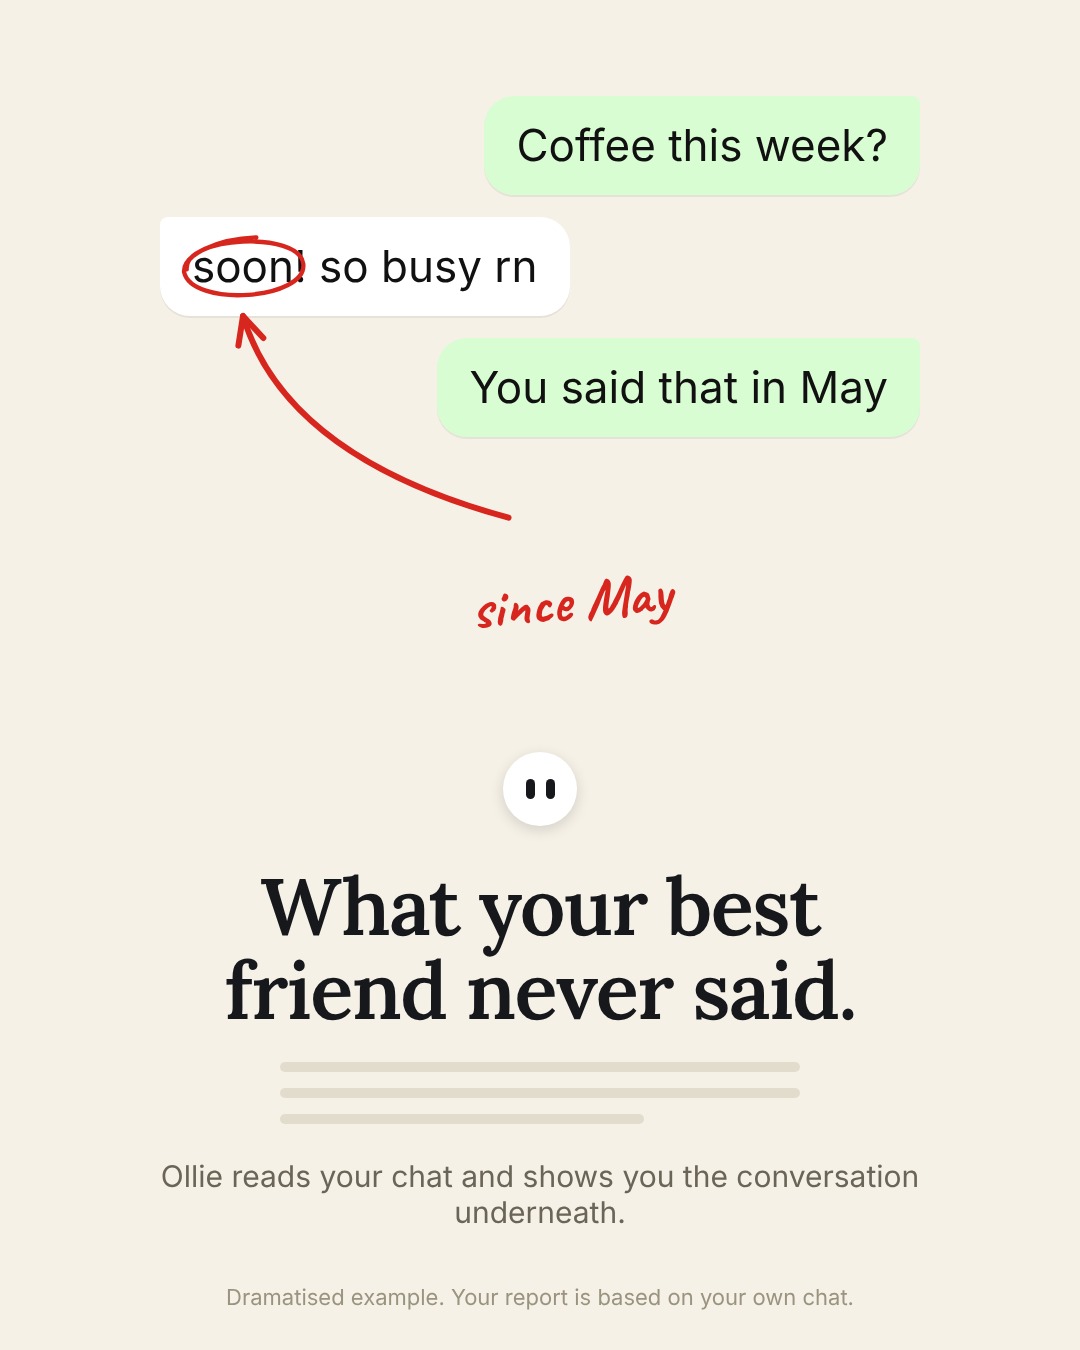 Coffee this week?
soon! so busy rn
You said that in May
since May
What your best
friend never said.
Ollie reads your chat and shows you the conversation
underneath.
Dramatised example. Your report is based on your own chat.